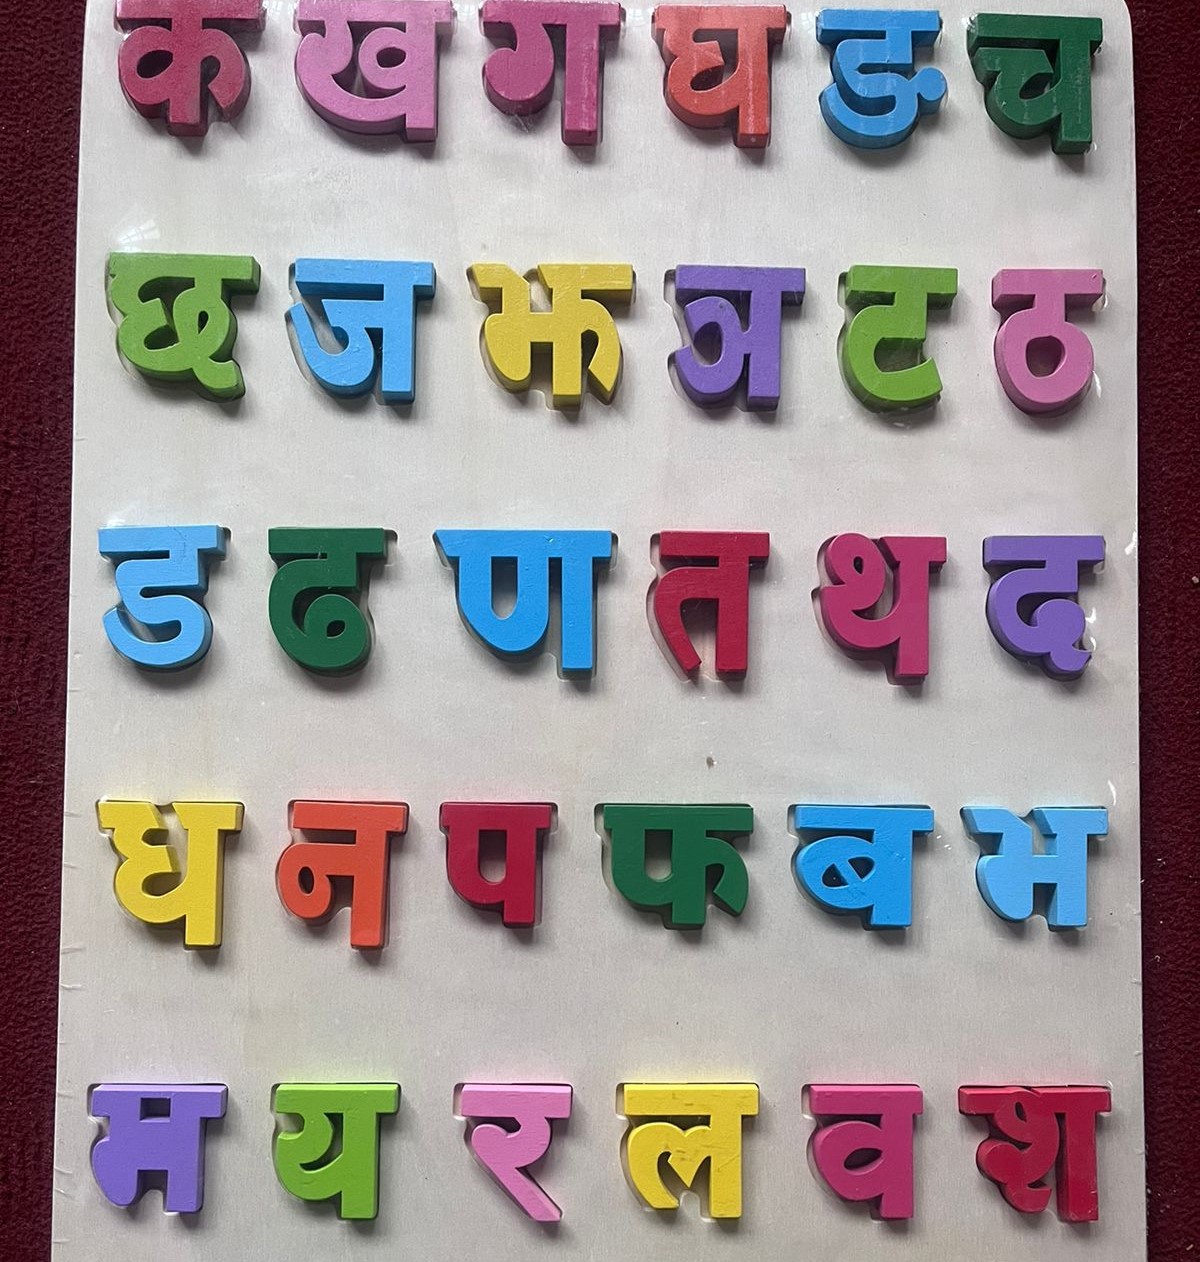 क ख ग घ ङ च
छ ज झ ञ ट ठ
ड ढ ण त थ द
ध न प फ ब भ
म य र ल व श